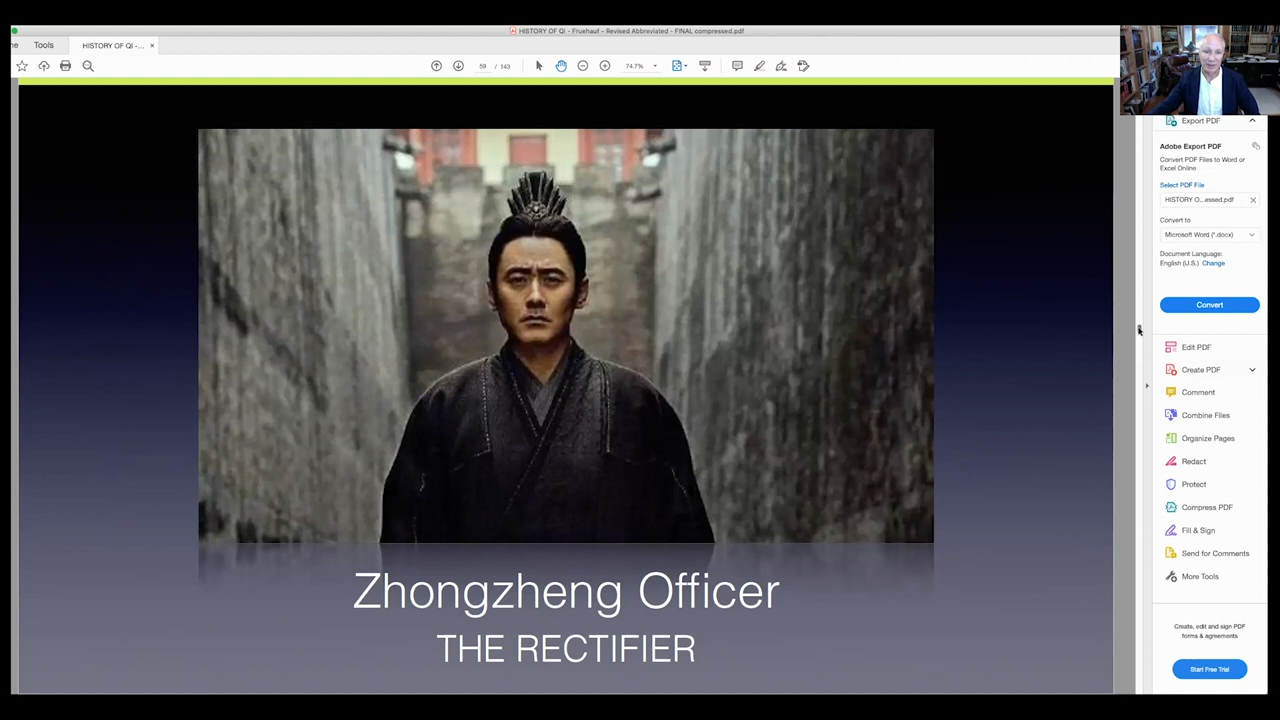 HISTORY OF QI - Fruehauf - Revised Abbreviated - FINAL compressed.pdf
Tools
HISTORY OF QI -... ×
59 / 143
74.7%
Export PDF
Adobe Export PDF
Convert PDF Files to Word or
Excel Online
Select PDF File
HISTORY O...essed.pdf
Convert to
Microsoft Word (*.docx)
Document Language:
English (U.S.) Change
Convert
Edit PDF
Create PDF
Comment
Combine Files
Organize Pages
Redact
Protect
Compress PDF
Fill & Sign
Send for Comments
More Tools
Create, edit and sign PDF
forms & agreements
Start Free Trial
Zhongzheng Officer
THE RECTIFIER